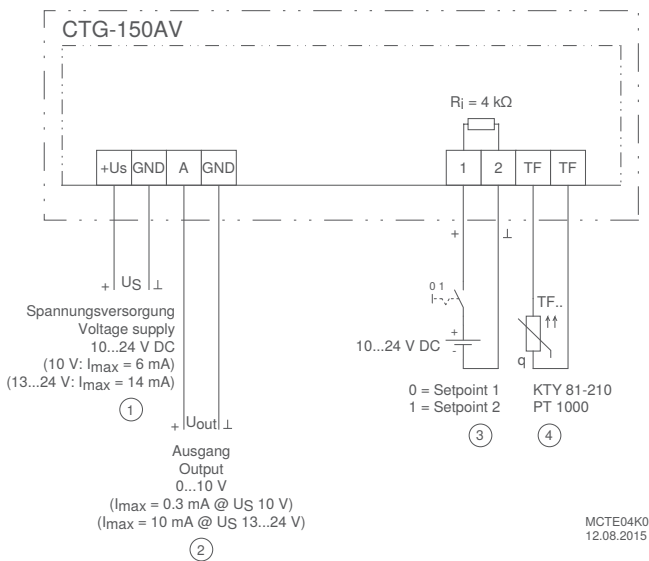 CTG-150AV
Ri = 4 kΩ
+Us GND A GND
1 2 TF TF
+ ⊥
+ US ⊥
Spannungsversorgung
Voltage supply
10...24 V DC
(10 V: Imax = 6 mA)
(13...24 V: Imax = 14 mA)
1
+ Uout ⊥
Ausgang
Output
0...10 V
(Imax = 0.3 mA @ US 10 V)
(Imax = 10 mA @ US 13...24 V)
2
0 1
+
10...24 V DC
-
0 = Setpoint 1
1 = Setpoint 2
3
TF..
q
KTY 81-210
PT 1000
4
MCTE04K0
12.08.2015